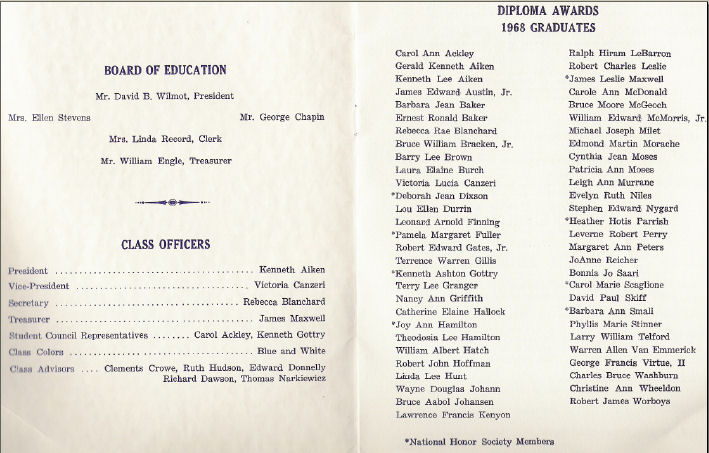 BOARD OF EDUCATION
Mr. David B. Wilmot, President
Mrs. Ellen Stevens Mr. George Chapin
Mrs. Linda Record, Clerk
Mr. William Engle, Treasurer
CLASS OFFICERS
President .......................................... Kenneth Aiken
Vice-President ...................................... Victoria Canzeri
Secretary ......................................... Rebecca Blanchard
Treasurer ........................................... James Maxwell
Student Council Representatives ........ Carol Ackley, Kenneth Gottry
Class Colors ........................................ Blue and White
Class Advisors .... Clements Crowe, Ruth Hudson, Edward Donnelly
Richard Dawson, Thomas Narkiewicz
DIPLOMA AWARDS
1968 GRADUATES
Carol Ann Ackley
Gerald Kenneth Aiken
Kenneth Lee Aiken
James Edward Austin, Jr.
Barbara Jean Baker
Ernest Ronald Baker
Rebecca Rae Blanchard
Bruce William Bracken, Jr.
Barry Lee Brown
Laura Elaine Burch
Victoria Lucia Canzeri
*Deborah Jean Dixson
Lou Ellen Durrin
Leonard Arnold Finning
*Pamela Margaret Fuller
Robert Edward Gates, Jr.
Terrence Warren Gillis
*Kenneth Ashton Gottry
Terry Lee Granger
Nancy Ann Griffith
Catherine Elaine Hallock
*Joy Ann Hamilton
Theodosia Lee Hamilton
William Albert Hatch
Robert John Hoffman
Linda Lee Hunt
Wayne Douglas Johann
Bruce Aabol Johansen
Lawrence Francis Kenyon
Ralph Hiram LeBarron
Robert Charles Leslie
*James Leslie Maxwell
Carole Ann McDonald
Bruce Moore McGeoch
William Edward McMorris, Jr.
Michael Joseph Milet
Edmond Martin Morache
Cynthia Jean Moses
Patricia Ann Moses
Leigh Ann Murrane
Evelyn Ruth Niles
Stephen Edward Nygard
*Heather Hotis Parrish
Leverne Robert Perry
Margaret Ann Peters
JoAnne Reicher
Bonnia Jo Saari
*Carol Marie Scaglione
David Paul Skiff
*Barbara Ann Small
Phyllis Marie Stinner
Larry William Telford
Warren Allen Van Emmerick
George Francis Virtue, II
Charles Bruce Washburn
Christine Ann Wheeldon
Robert James Worboys
*National Honor Society Members